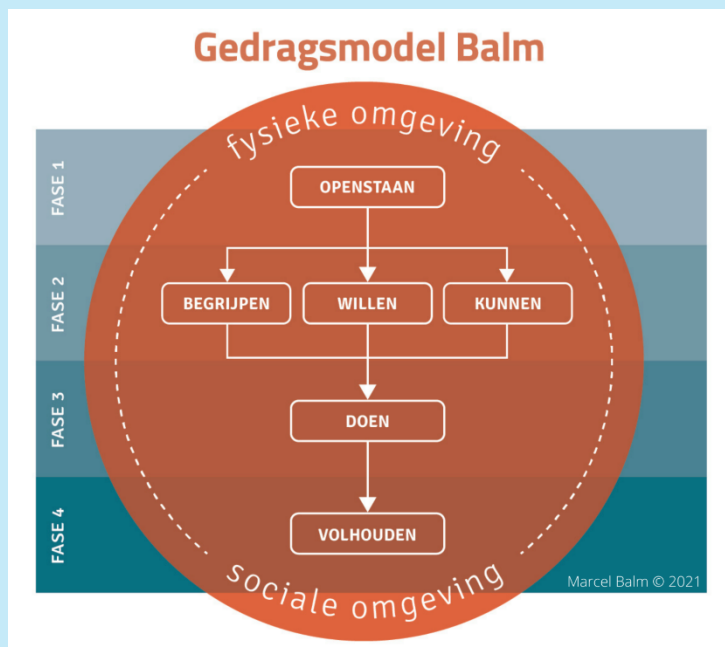 Gedragsmodel Balm
fysieke omgeving
FASE 1
OPENSTAAN
FASE 2
BEGRIJPEN
WILLEN
KUNNEN
FASE 3
DOEN
FASE 4
VOLHOUDEN
sociale omgeving
Marcel Balm © 2021